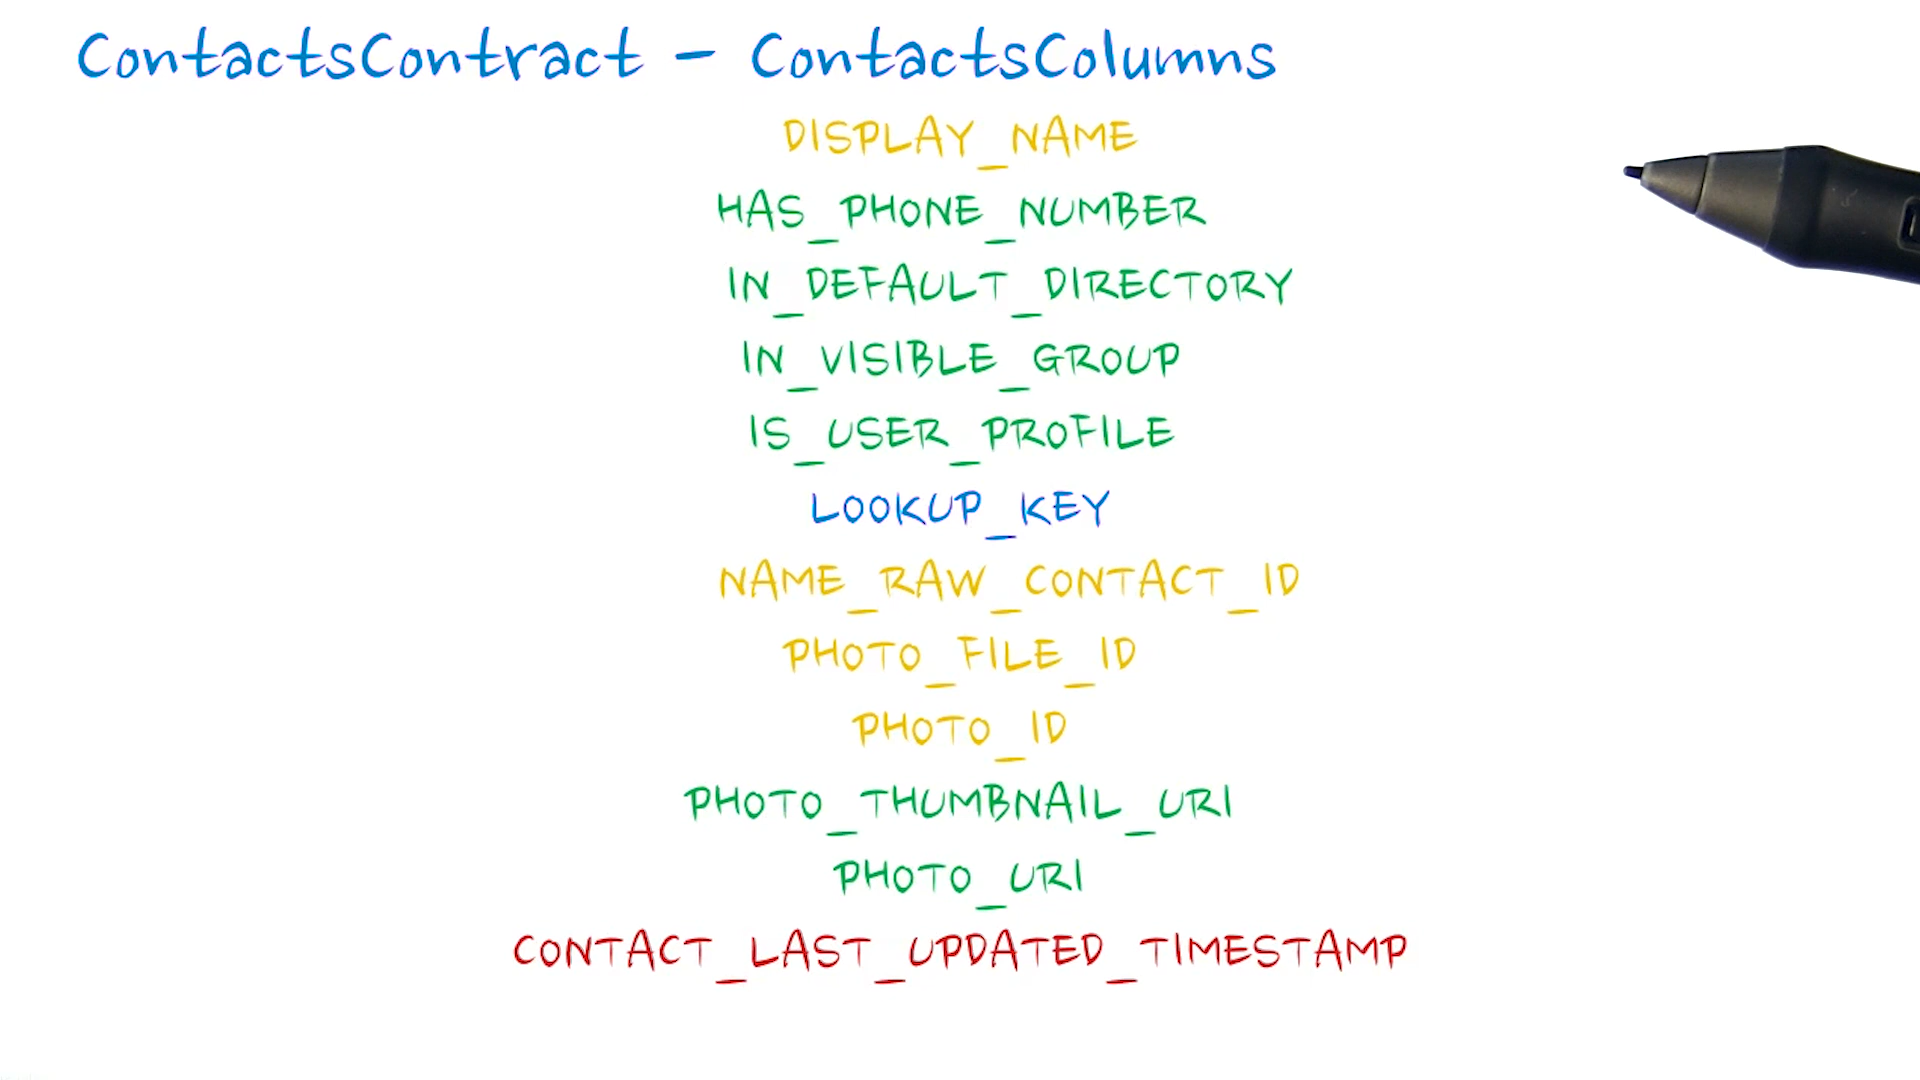 ContactsContract - ContactsColumns
DISPLAY_NAME
HAS_PHONE_NUMBER
IN_DEFAULT_DIRECTORY
IN_VISIBLE_GROUP
IS_USER_PROFILE
LOOKUP_KEY
NAME_RAW_CONTACT_ID
PHOTO_FILE_ID
PHOTO_ID
PHOTO_THUMBNAIL_URI
PHOTO_URI
CONTACT_LAST_UPDATED_TIMESTAMP